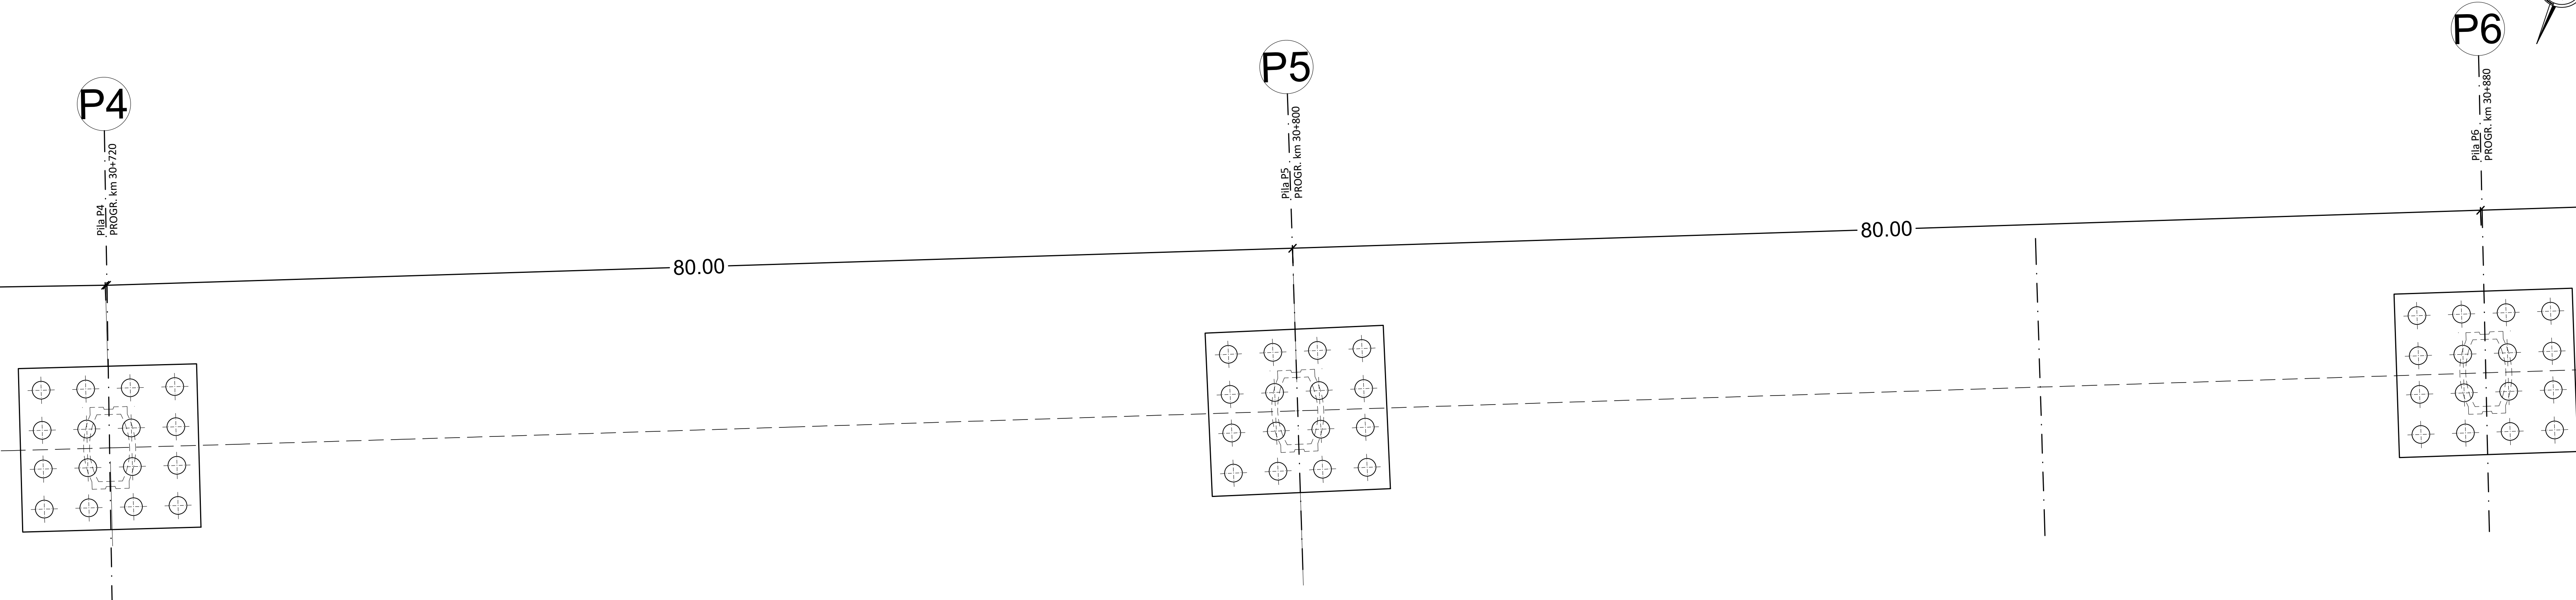 P4
Pila P4
PROGR. km 30+720
80.00
P5
Pila P5
PROGR. km 30+800
80.00
P6
Pila P6
PROGR. km 30+880